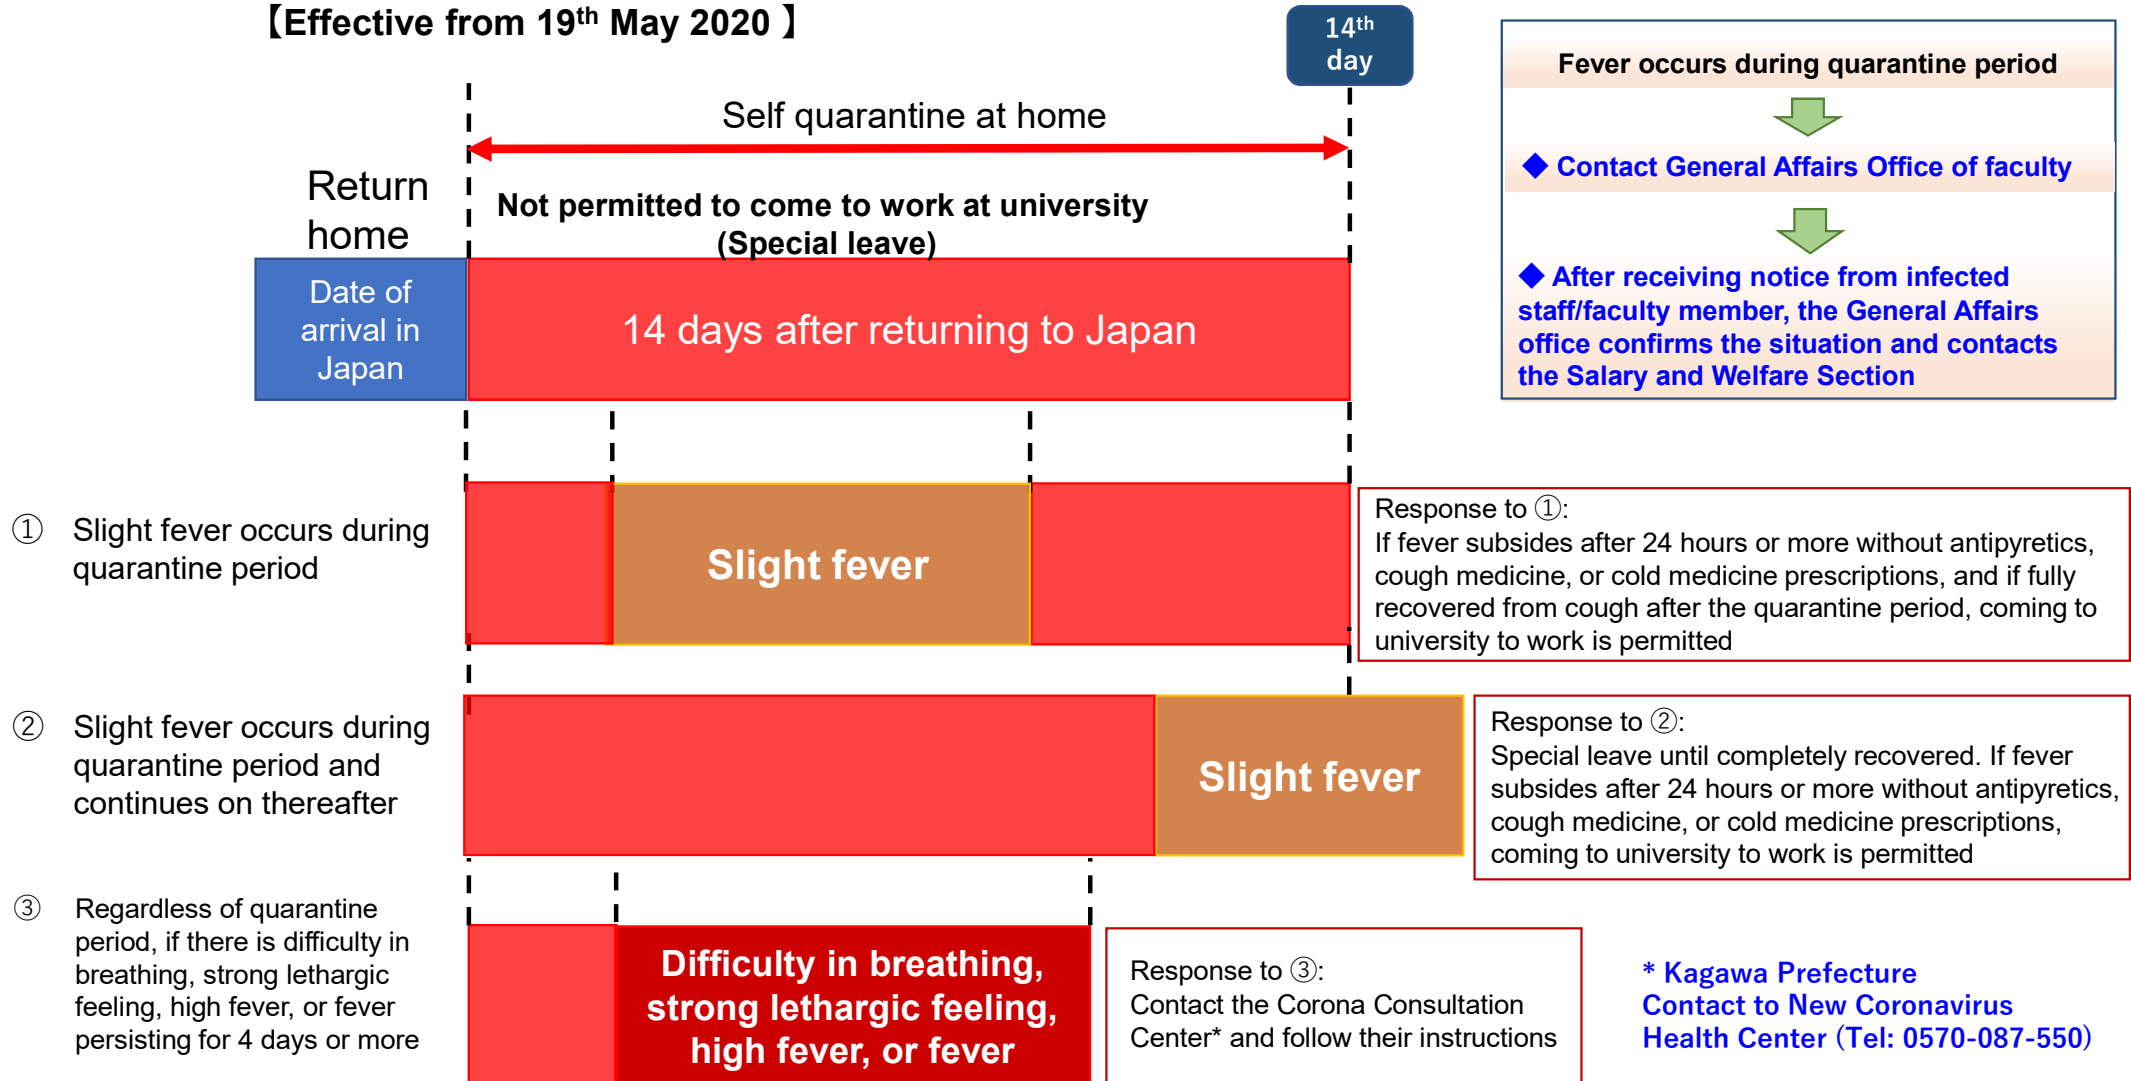 【Effective from 19th May 2020 】
14th
day
Self quarantine at home
Return
home
Not permitted to come to work at university
(Special leave)
Date of
arrival in
Japan
14 days after returning to Japan
Fever occurs during quarantine period
◆ Contact General Affairs Office of faculty
◆ After receiving notice from infected
staff/faculty member, the General Affairs
office confirms the situation and contacts
the Salary and Welfare Section
① Slight fever occurs during
quarantine period
Slight fever
Response to ①:
If fever subsides after 24 hours or more without antipyretics,
cough medicine, or cold medicine prescriptions, and if fully
recovered from cough after the quarantine period, coming to
university to work is permitted
② Slight fever occurs during
quarantine period and
continues on thereafter
Slight fever
Response to ②:
Special leave until completely recovered. If fever
subsides after 24 hours or more without antipyretics,
cough medicine, or cold medicine prescriptions,
coming to university to work is permitted
③ Regardless of quarantine
period, if there is difficulty in
breathing, strong lethargic
feeling, high fever, or fever
persisting for 4 days or more
Difficulty in breathing,
strong lethargic feeling,
high fever, or fever
Response to ③:
Contact the Corona Consultation
Center* and follow their instructions
* Kagawa Prefecture
Contact to New Coronavirus
Health Center (Tel: 0570-087-550)